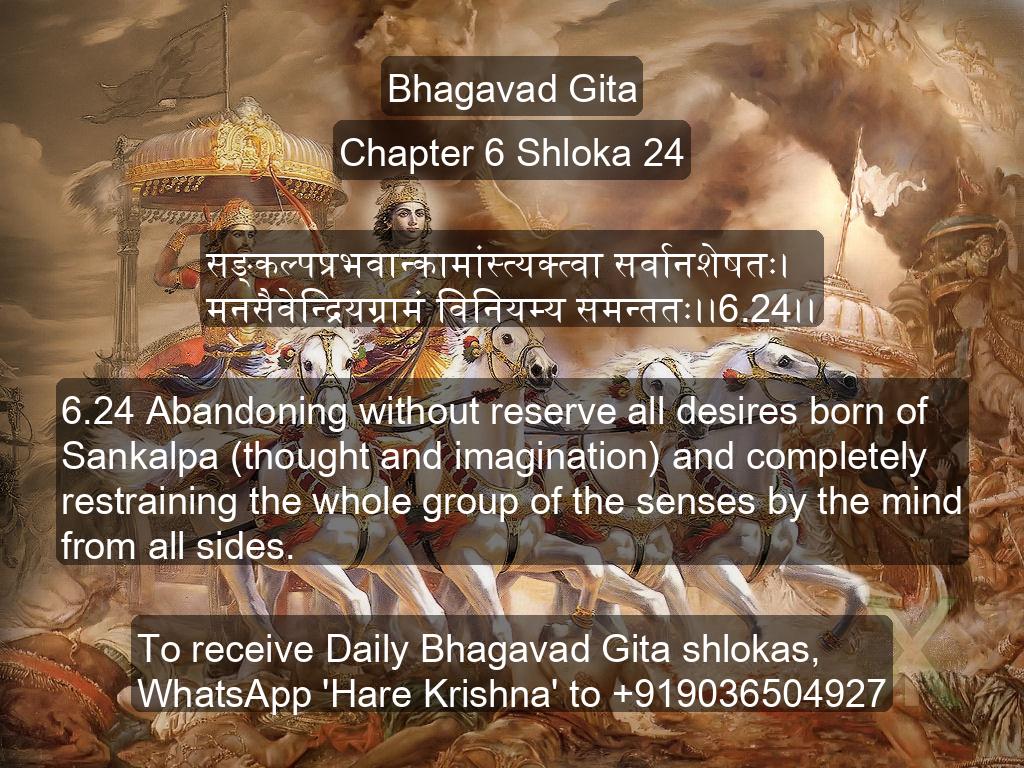 Bhagavad Gita
Chapter 6 Shloka 24
सङ्कल्पप्रभवान्कामांस्त्यक्त्वा सर्वानशेषतः।
मनसैवेन्द्रियग्रामं विनियम्य समन्ततः।।6.24।।
6.24 Abandoning without reserve all desires born of
Sankalpa (thought and imagination) and completely
restraining the whole group of the senses by the mind
from all sides.
To receive Daily Bhagavad Gita shlokas,
WhatsApp 'Hare Krishna' to +919036504927